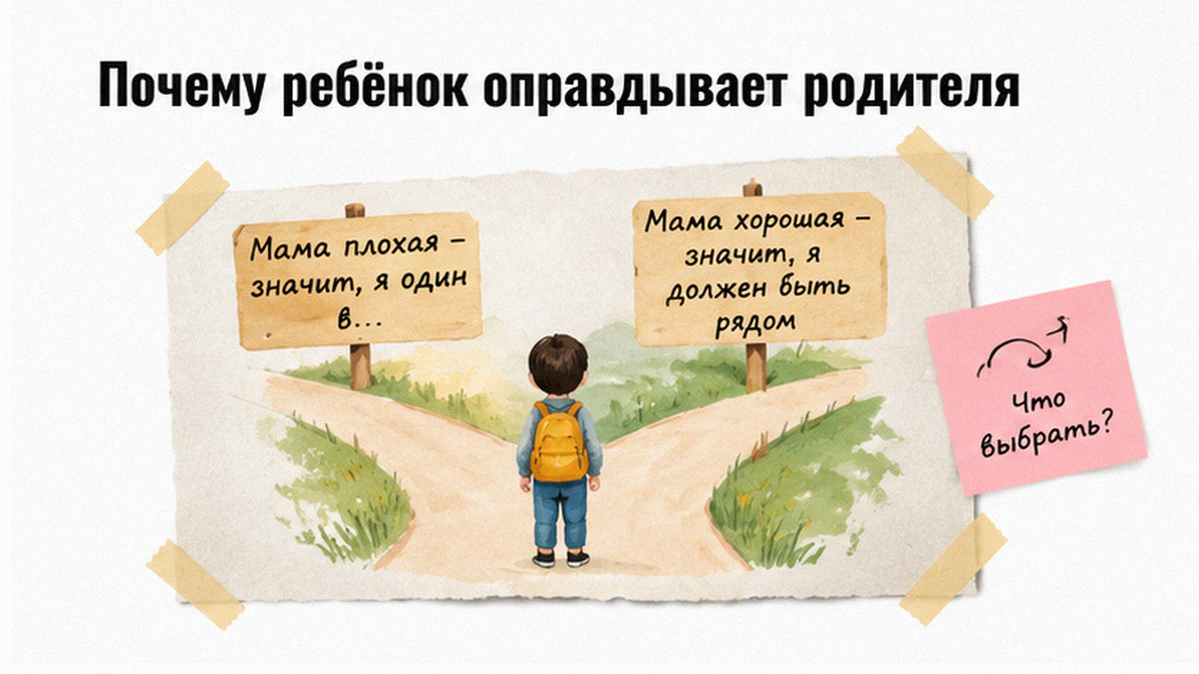 Почему ребёнок оправдывает родителя
Мама плохая –
значит, я один
в...
Мама хорошая –
значит, я
должен быть
рядом
Что
выбрать?